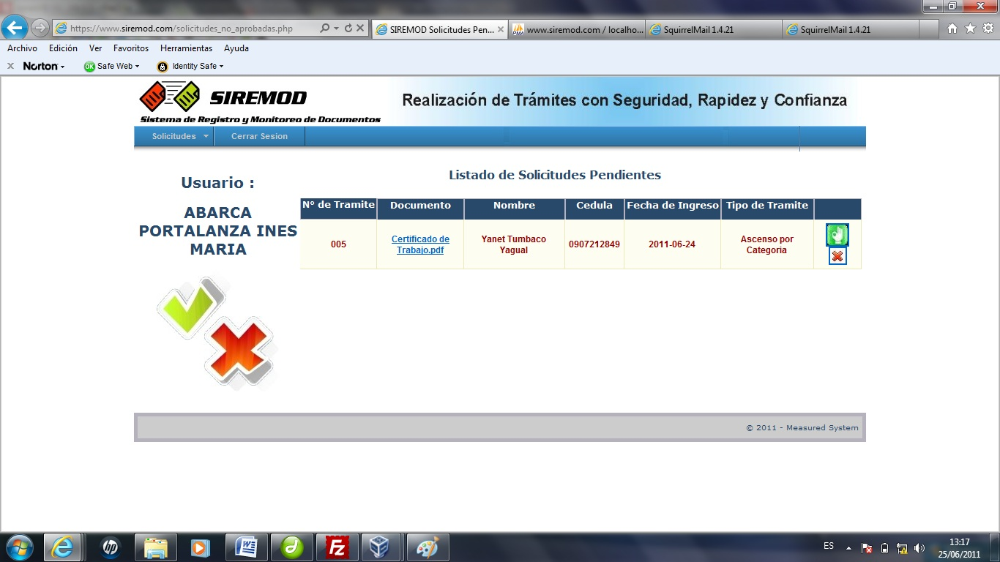 https://www.siremod.com/solicitudes_no_aprobadas.php
SIREMOD Solicitudes Pen...
www.siremod.com / localho...
SquirrelMail 1.4.21
SquirrelMail 1.4.21
Archivo Edición Ver Favoritos Herramientas Ayuda
x Norton Safe Web Identity Safe
SIREMOD
Sistema de Registro y Monitoreo de Documentos
Realización de Trámites con Seguridad, Rapidez y Confianza
Solicitudes Cerrar Sesion
Usuario :
ABARCA
PORTALANZA INES
MARIA
Listado de Solicitudes Pendientes
N° de Tramite Documento Nombre Cedula Fecha de Ingreso Tipo de Tramite
005
Certificado de
Trabajo.pdf
Yanet Tumbaco
Yagual
0907212849
2011-06-24
Ascenso por
Categoria
© 2011 - Measured System
ES
13:17
25/06/2011